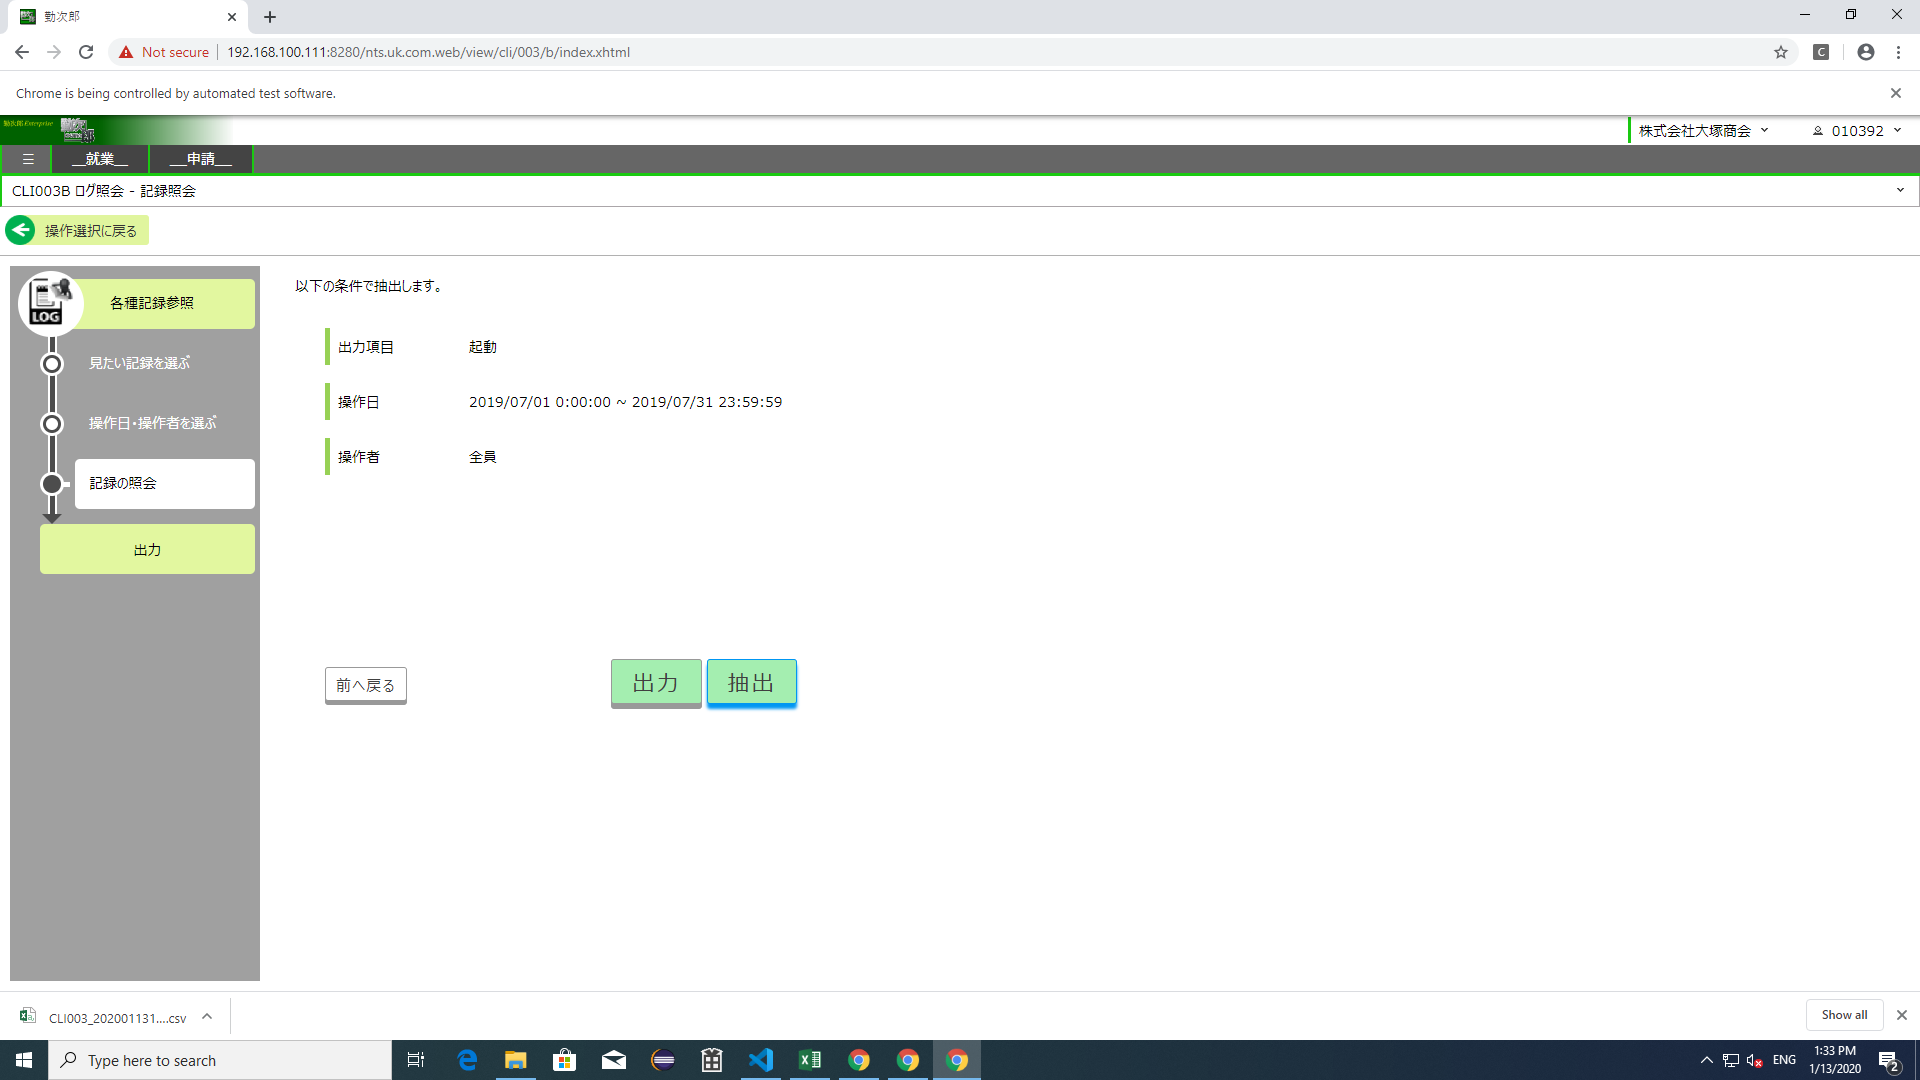 勤次郎
Not secure
192.168.100.111:8280/nts.uk.com.web/view/cli/003/b/index.xhtml
C
Chrome is being controlled by automated test software.
勤次郎 Enterprise
株式会社大塚商会
010392
__就業__
__申請__
CLI003B ログ照会 - 記録照会
操作選択に戻る
LOG
各種記録参照
見たい記録を選ぶ
操作日・操作者を選ぶ
記録の照会
出力
以下の条件で抽出します。
出力項目 起動
操作日 2019/07/01 0:00:00 ~ 2019/07/31 23:59:59
操作者 全員
前へ戻る
出力
抽出
CLI003_202001131....csv
Show all
Type here to search
ENG
1:33 PM
1/13/2020
2